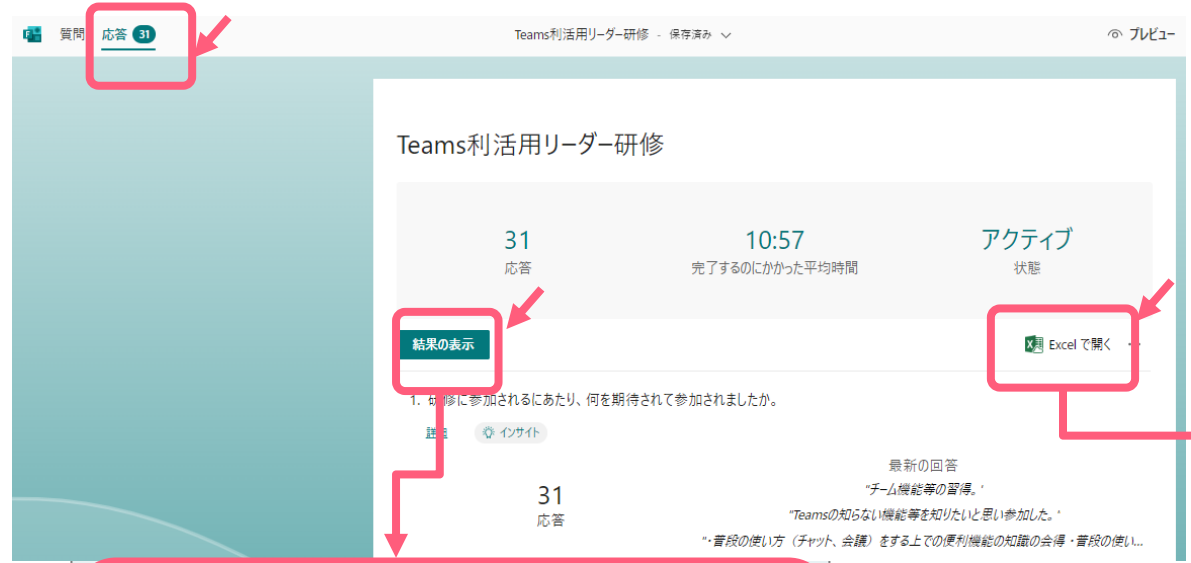 質問 応答 31 Teams利活用リーダー研修 - 保存済み プレビュー
Teams利活用リーダー研修
31 10:57 アクティブ
応答 完了するのにかかった平均時間 状態
結果の表示 Excel で開く
1. 研修に参加されるにあたり、何を期待されて参加されましたか。
詳細 インサイト
最新の回答
31
応答
"チーム機能等の習得。"
"Teamsの知らない機能等を知りたいと思い参加した。"
"・普段の使い方（チャット、会議）をする上での便利機能の知識の会得・普段の使い...